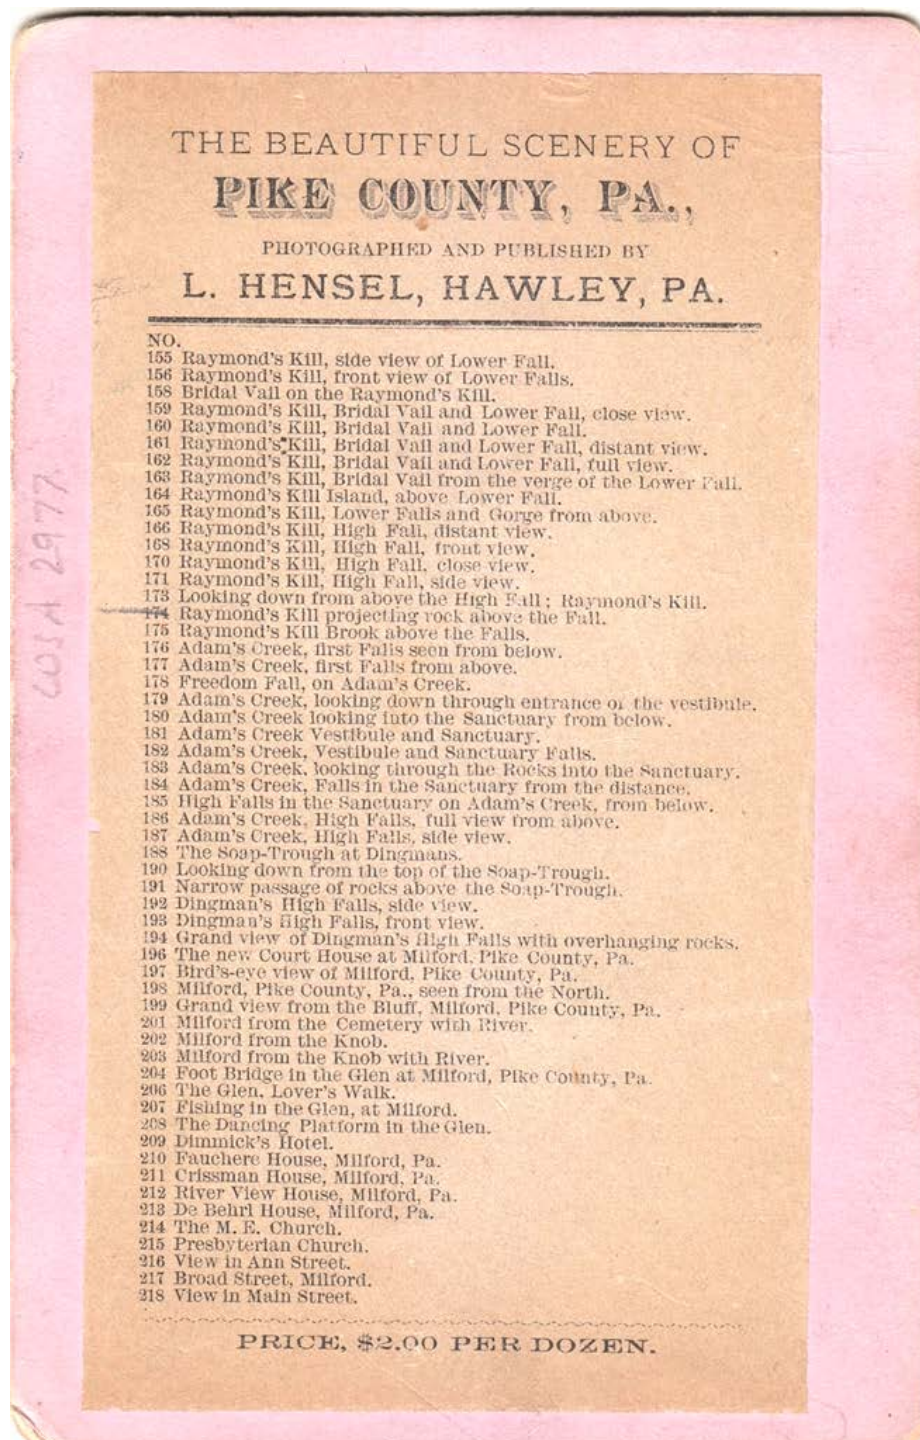 THE BEAUTIFUL SCENERY OF
PIKE COUNTY, PA.,
PHOTOGRAPHED AND PUBLISHED BY
L. HENSEL, HAWLEY, PA.
NO.
155 Raymond's Kill, side view of Lower Fall.
156 Raymond's Kill, front view of Lower Falls.
158 Bridal Vail on the Raymond's Kill.
159 Raymond's Kill, Bridal Vail and Lower Fall, close view.
160 Raymond's Kill, Bridal Vail and Lower Fall.
161 Raymond's Kill, Bridal Vail and Lower Fall, distant view.
162 Raymond's Kill, Bridal Vail and Lower Fall, full view.
163 Raymond's Kill, Bridal Vail from the verge of the Lower Fall.
164 Raymond's Kill Island, above Lower Fall.
165 Raymond's Kill, Lower Falls and Gorge from above.
166 Raymond's Kill, High Fall, distant view.
168 Raymond's Kill, High Fall, front view.
170 Raymond's Kill, High Fall, close view.
171 Raymond's Kill, High Fall, side view.
173 Looking down from above the High Fall; Raymond's Kill.
174 Raymond's Kill projecting rock above the Fall.
175 Raymond's Kill Brook above the Falls.
176 Adam's Creek, first Falls seen from below.
177 Adam's Creek, first Falls from above.
178 Freedom Fall, on Adam's Creek.
179 Adam's Creek, looking down through entrance of the vestibule.
180 Adam's Creek looking into the Sanctuary from below.
181 Adam's Creek Vestibule and Sanctuary.
182 Adam's Creek, Vestibule and Sanctuary Falls.
183 Adam's Creek, looking through the Rocks into the Sanctuary.
184 Adam's Creek, Falls in the Sanctuary from the distance.
185 High Falls in the Sanctuary on Adam's Creek, from below.
186 Adam's Creek, High Falls, full view from above.
187 Adam's Creek, High Falls, side view.
188 The Soap-Trough at Dingmans.
190 Looking down from the top of the Soap-Trough.
191 Narrow passage of rocks above the Soap-Trough.
192 Dingman's High Falls, side view.
193 Dingman's High Falls, front view.
194 Grand view of Dingman's High Falls with overhanging rocks.
196 The new Court House at Milford, Pike County, Pa.
197 Bird's-eye view of Milford, Pike County, Pa.
198 Milford, Pike County, Pa., seen from the North.
199 Grand view from the Bluff, Milford, Pike County, Pa.
201 Milford from the Cemetery with River.
202 Milford from the Knob.
203 Milford from the Knob with River.
204 Foot Bridge in the Glen at Milford, Pike County, Pa.
206 The Glen, Lover's Walk.
207 Fishing in the Glen, at Milford.
208 The Dancing Platform in the Glen.
209 Dimmick's Hotel.
210 Fauchere House, Milford, Pa.
211 Crissman House, Milford, Pa.
212 River View House, Milford, Pa.
213 De Behrl House, Milford, Pa.
214 The M. E. Church.
215 Presbyterian Church.
216 View in Ann Street.
217 Broad Street, Milford.
218 View in Main Street.
PRICE, $2.00 PER DOZEN.
WSA 2977